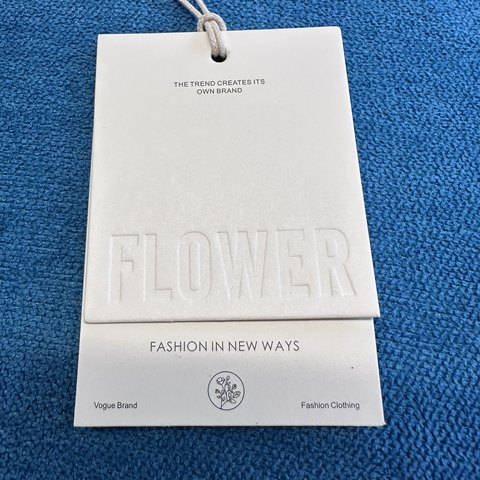 THE TREND CREATES ITS
OWN BRAND
FLOWER
FASHION IN NEW WAYS
Vogue Brand
Fashion Clothing